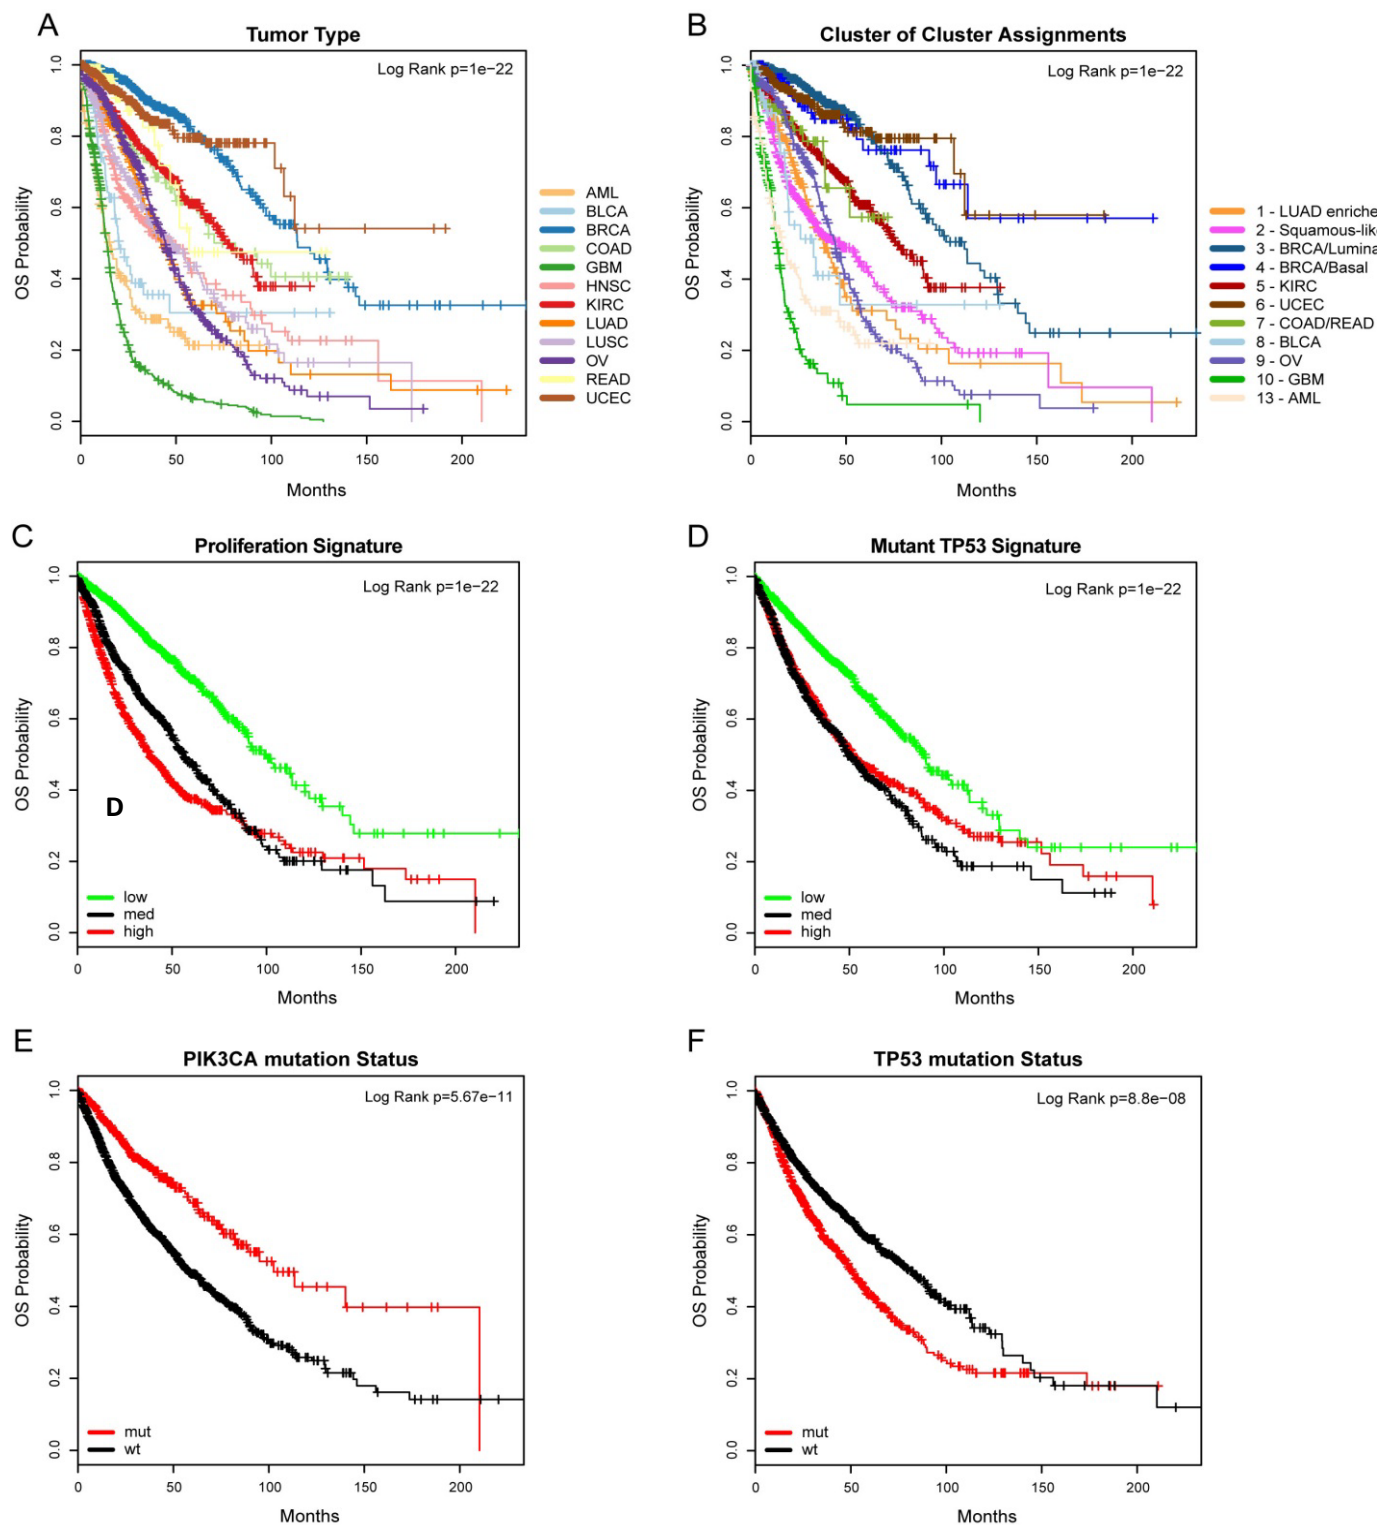 A
Tumor Type
Log Rank p=1e−22
OS Probability
1.0
0.8
0.6
0.4
0.2
0.0
0 50 100 150 200
Months
AML
BLCA
BRCA
COAD
GBM
HNSC
KIRC
LUAD
LUSC
OV
READ
UCEC
B
Cluster of Cluster Assignments
Log Rank p=1e−22
OS Probability
1.0
0.8
0.6
0.4
0.2
0.0
0 50 100 150 200
Months
1 - LUAD enriche
2 - Squamous-lik
3 - BRCA/Lumina
4 - BRCA/Basal
5 - KIRC
6 - UCEC
7 - COAD/READ
8 - BLCA
9 - OV
10 - GBM
13 - AML
C
Proliferation Signature
Log Rank p=1e−22
OS Probability
1.0
0.8
0.6
0.4
0.2
0.0
D
low
med
high
0 50 100 150 200
Months
D
Mutant TP53 Signature
Log Rank p=1e−22
OS Probability
1.0
0.8
0.6
0.4
0.2
0.0
low
med
high
0 50 100 150 200
Months
E
PIK3CA mutation Status
Log Rank p=5.67e−11
OS Probability
1.0
0.8
0.6
0.4
0.2
0.0
mut
wt
0 50 100 150 200
Months
F
TP53 mutation Status
Log Rank p=8.8e−08
OS Probability
1.0
0.8
0.6
0.4
0.2
0.0
mut
wt
0 50 100 150 200
Months